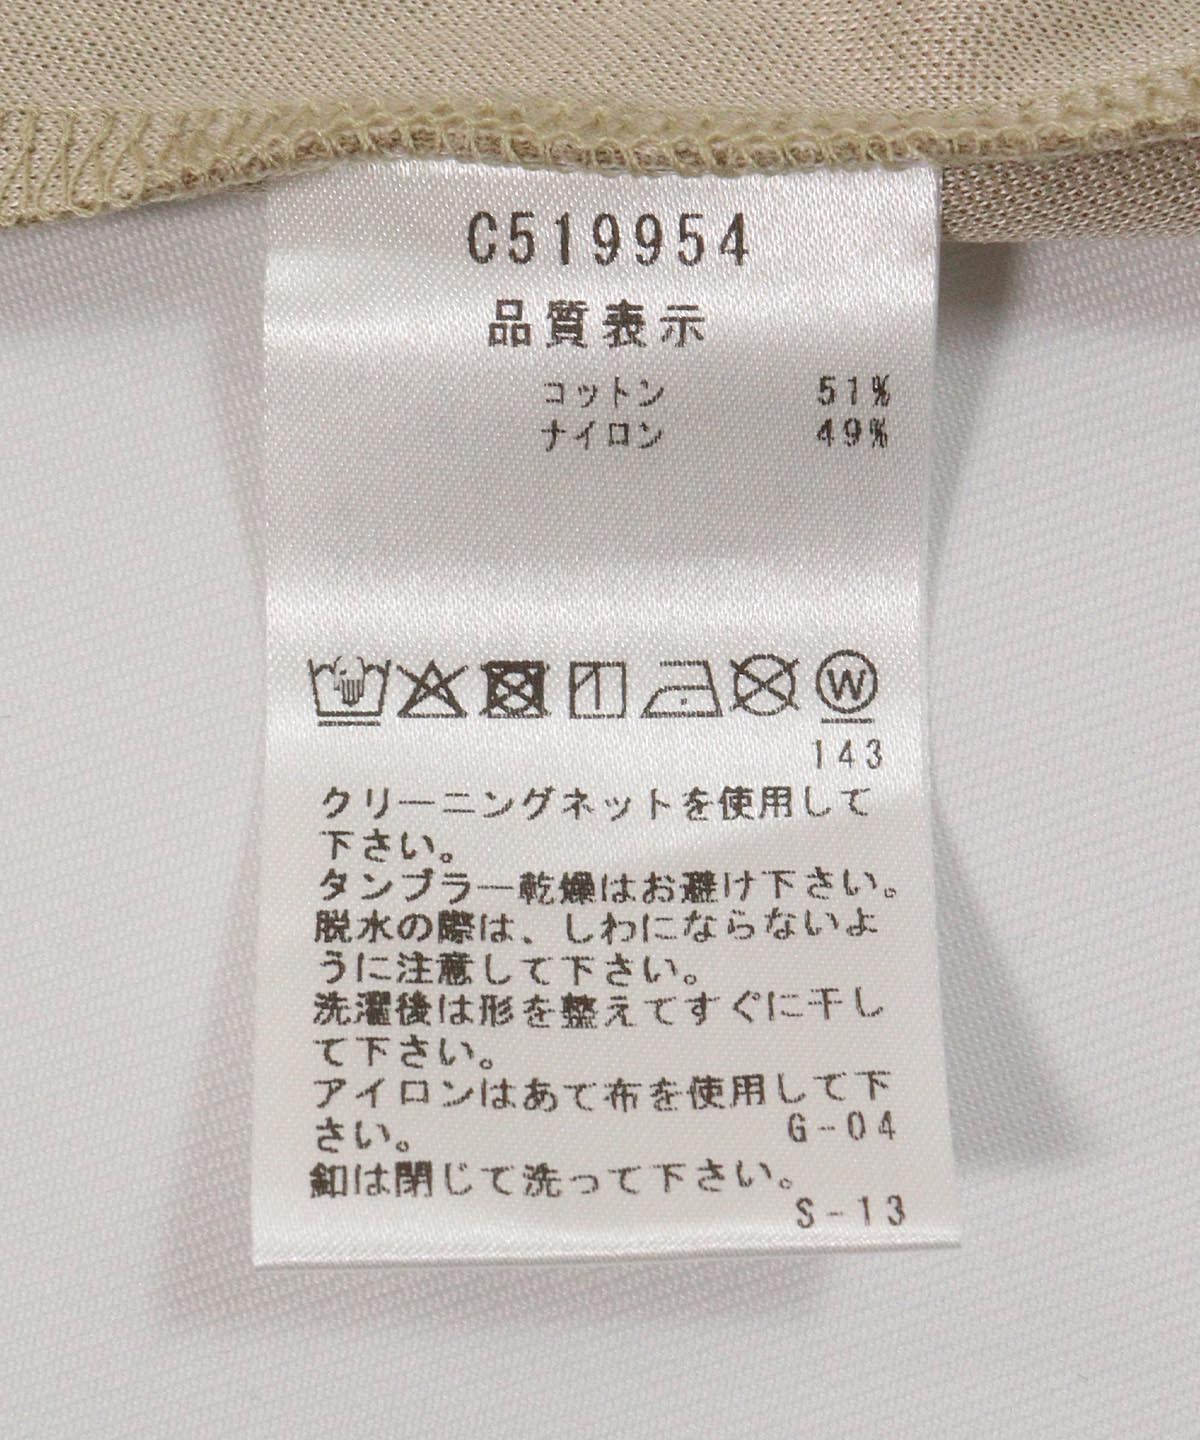 C519954
品質表示
コットン 51%
ナイロン 49%
W
143
クリーニングネットを使用して
下さい。
タンブラー乾燥はお避け下さい。
脱水の際は、しわにならないよ
うに注意して下さい。
洗濯後は形を整えてすぐに干し
て下さい。
アイロンはあて布を使用して下
さい。 G-04
釦は閉じて洗って下さい。
S-13